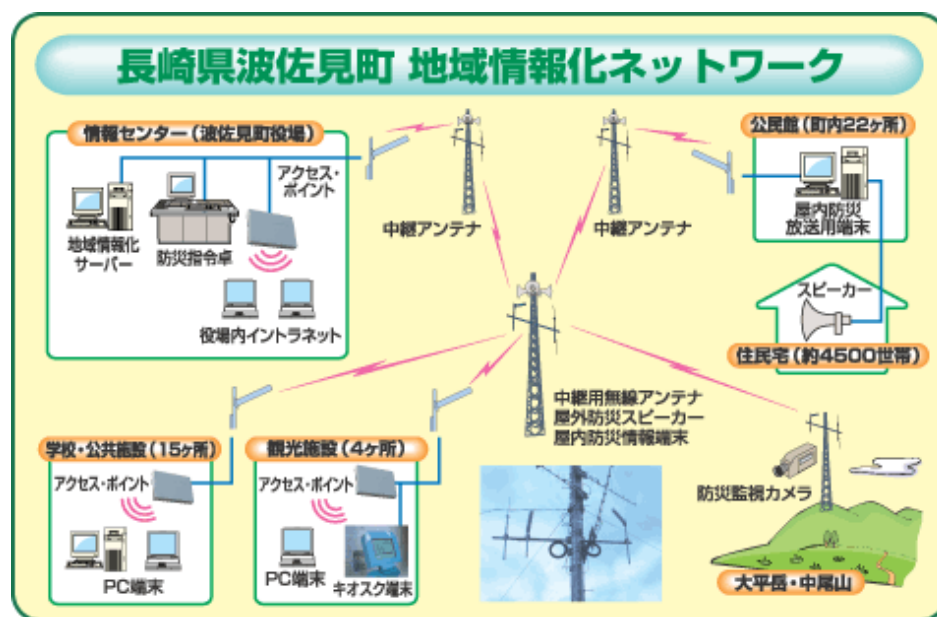 長崎県波佐見町 地域情報化ネットワーク
情報センター(波佐見町役場)
アクセス・
ポイント
地域情報化
サーバー
防災指令卓
役場内イントラネット
中継アンテナ
中継アンテナ
公民館(町内22ヶ所)
屋内防災
放送用端末
スピーカー
住民宅(約4500世帯)
中継用無線アンテナ
屋外防災スピーカー
屋内防災情報端末
学校・公共施設(15ヶ所)
アクセス・ポイント
PC端末
観光施設(4ヶ所)
アクセス・ポイント
PC端末
キオスク端末
防災監視カメラ
大平岳・中尾山